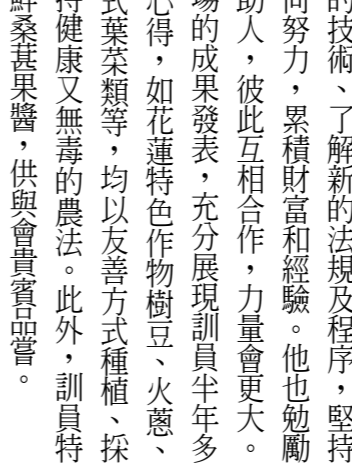 的技術、了解新的法規及程序，堅持
向努力，累積財富和經驗。他也勉勵
助人，彼此互相合作，力量會更大。
場的成果發表，充分展現訓員半年多
心得，如花蓮特色作物樹豆、火蔥、
式葉菜類等，均以友善方式種植、採
持健康又無毒的農法。此外，訓員特
鮮桑葚果醬，供與會貴賓品嘗。